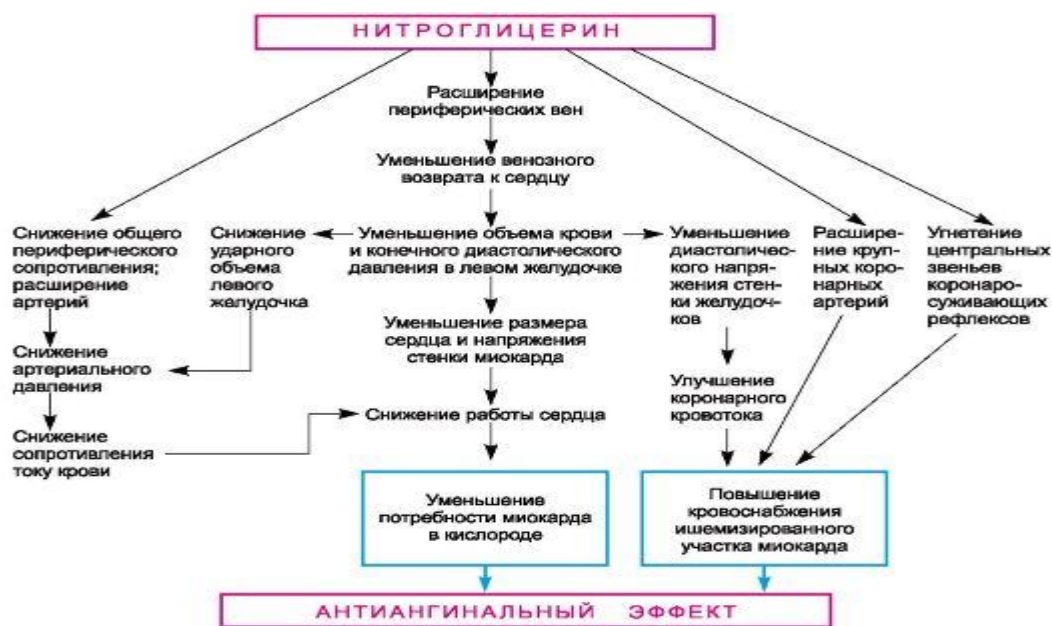 НИТРОГЛИЦЕРИН
Расширение
периферических вен
Уменьшение венозного
возврата к сердцу
Снижение общего
периферического
сопротивления;
расширение
артерий
Снижение
ударного
объема
левого
желудочка
Уменьшение объема крови
и конечного диастолического
давления в левом желудочке
Уменьшение
диастоличес-
кого напря-
жения стен-
ки желудоч-
ков
Расшире-
ние круп-
ных коро-
нарных
артерий
Угнетение
центральных
звеньев
коронаро-
суживающих
рефлексов
Снижение
артериального
давления
Уменьшение размера
сердца и напряжения
стенки миокарда
Улучшение
коронарного
кровотока
Снижение
сопротивления
току крови
Снижение работы сердца
Уменьшение
потребности миокарда
в кислороде
Повышение
кровоснабжения
ишемизированного
участка миокарда
АНТИАНГИНАЛЬНЫЙ ЭФФЕКТ